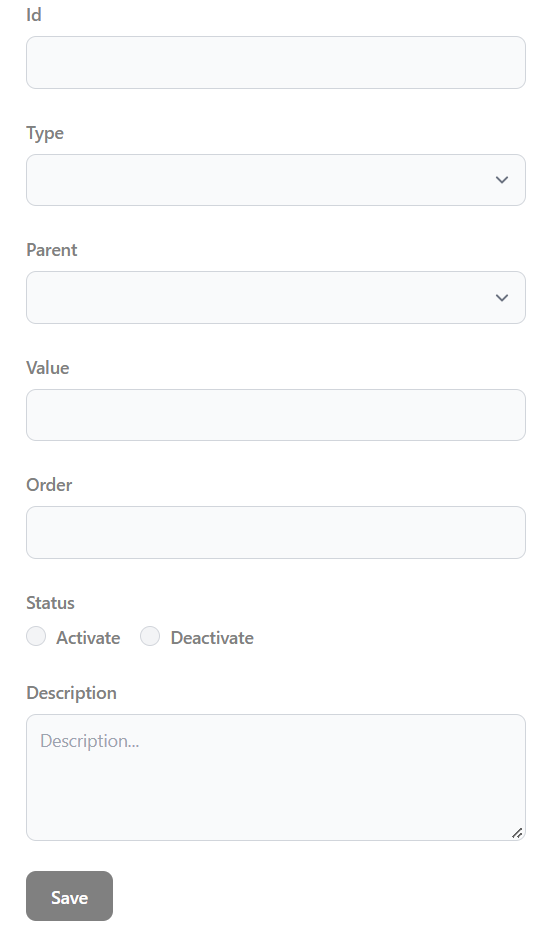 Id
Type
Parent
Value
Order
Status
Activate Deactivate
Description
Description...
Save